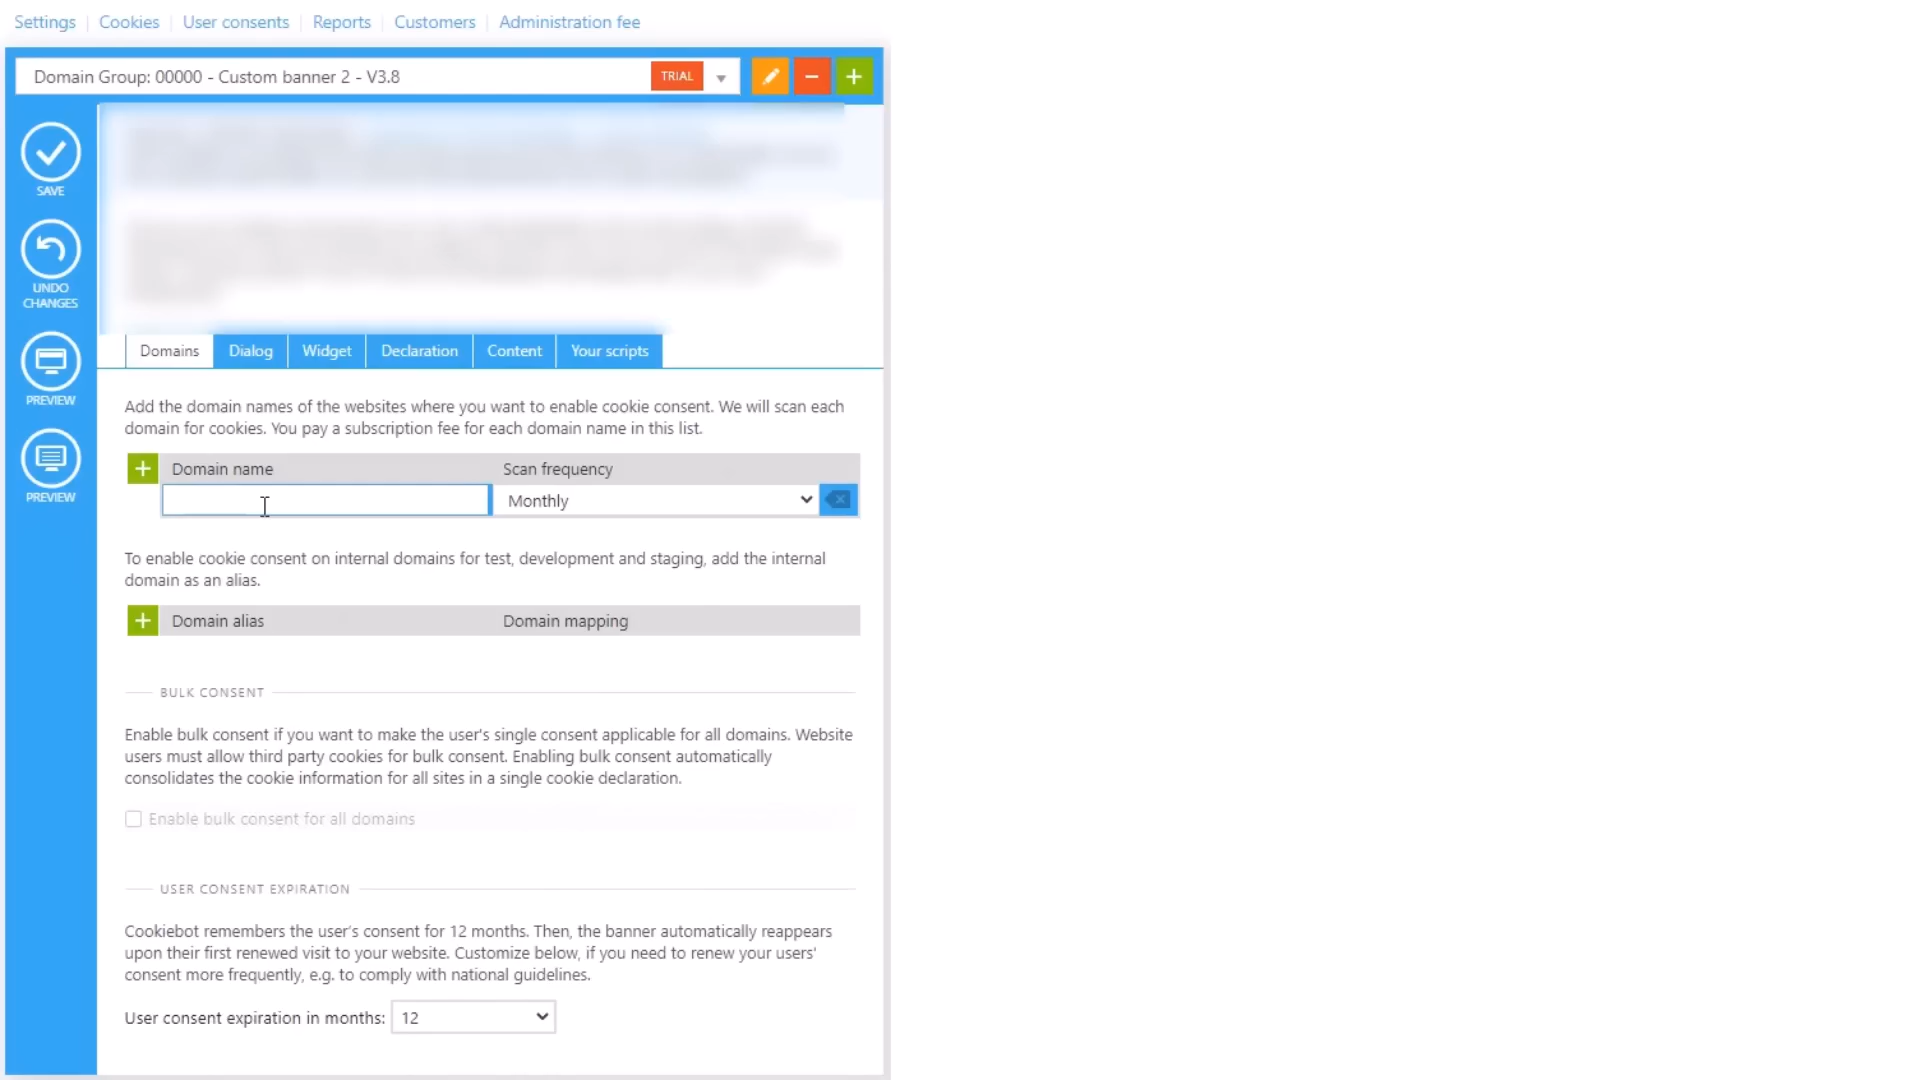 Settings
Cookies
User consents
Reports
Customers
Administration fee
Domain Group: 00000 - Custom banner 2 - V3.8
TRIAL
SAVE
UNDO
CHANGES
PREVIEW
PREVIEW
Domains
Dialog
Widget
Declaration
Content
Your scripts
Add the domain names of the websites where you want to enable cookie consent. We will scan each
domain for cookies. You pay a subscription fee for each domain name in this list.
Domain name
Scan frequency
Monthly
To enable cookie consent on internal domains for test, development and staging, add the internal
domain as an alias.
Domain alias
Domain mapping
BULK CONSENT
Enable bulk consent if you want to make the user's single consent applicable for all domains. Website
users must allow third party cookies for bulk consent. Enabling bulk consent automatically
consolidates the cookie information for all sites in a single cookie declaration.
Enable bulk consent for all domains
USER CONSENT EXPIRATION
Cookiebot remembers the user's consent for 12 months. Then, the banner automatically reappears
upon their first renewed visit to your website. Customize below, if you need to renew your users'
consent more frequently, e.g. to comply with national guidelines.
User consent expiration in months: 12